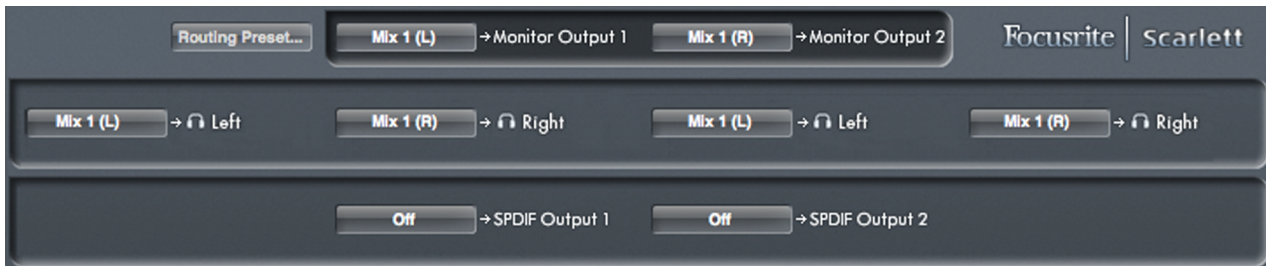 Routing Preset... Mix 1 (L) →Monitor Output 1 Mix 1 (R) →Monitor Output 2 Focusrite | Scarlett
Mix 1 (L) → Left Mix 1 (R) → Right Mix 1 (L) → Left Mix 1 (R) → Right
Off →SPDIF Output 1 Off →SPDIF Output 2